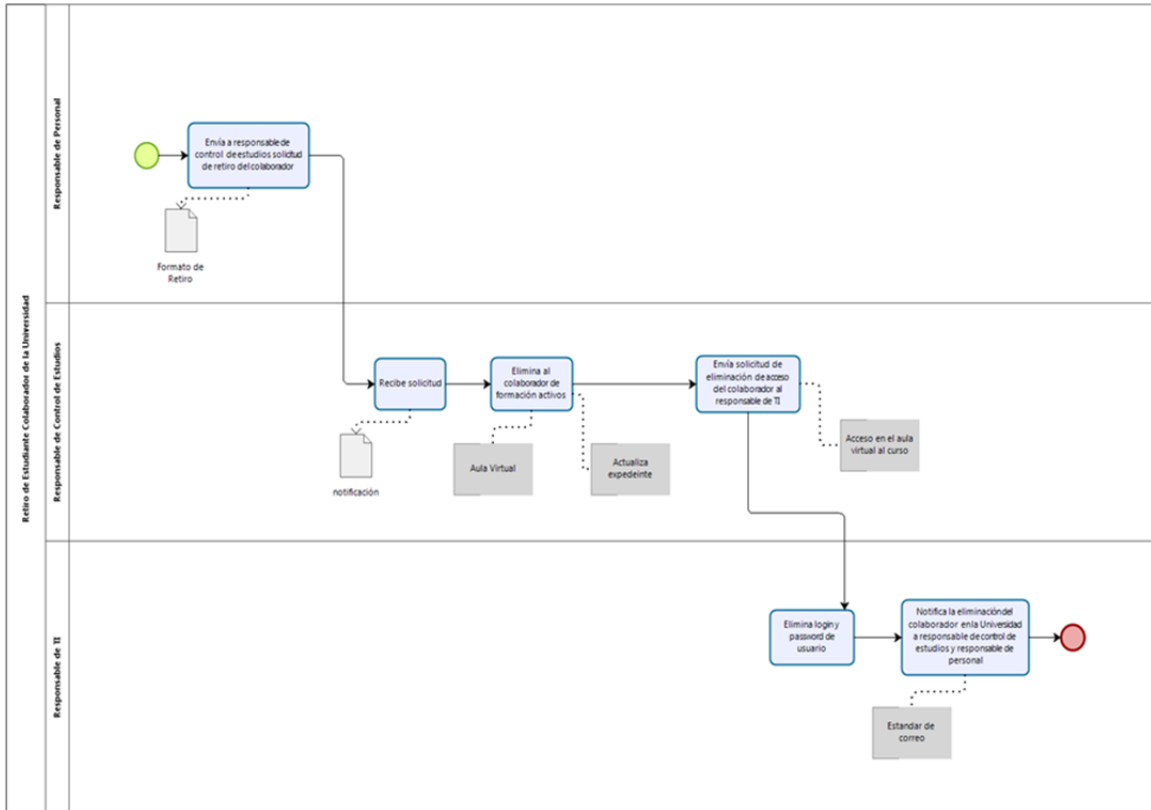 Retiro de Estudiante Colaborador de la Universidad
Responsable de Personal
Envía a responsable de
control de estudios solicitud
de retiro del colaborador
Formato de
Retiro
Responsable de Control de Estudios
Recibe solicitud
notificación
Elimina al
colaborador de
formación activos
Aula Virtual
Actualiza
expedeinte
Envía solicitud de
eliminación de acceso
del colaborador al
responsable de TI
Acceso en el aula
virtual al curso
Responsable de TI
Elimina login y
password de
usuario
Notifica la eliminación del
colaborador en la Universidad
a responsable de control de
estudios y responsable de
personal
Estandar de
correo